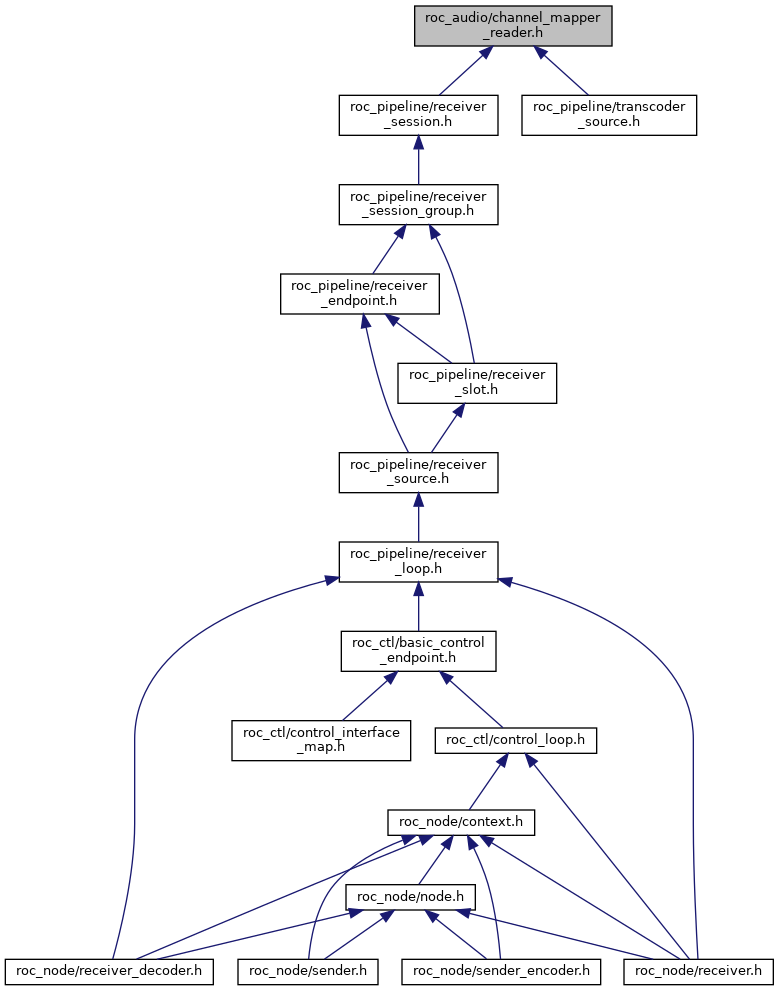 roc_audio/channel_mapper
_reader.h
roc_pipeline/receiver
_session.h
roc_pipeline/transcoder
_source.h
roc_pipeline/receiver
_session_group.h
roc_pipeline/receiver
_endpoint.h
roc_pipeline/receiver
_slot.h
roc_pipeline/receiver
_source.h
roc_pipeline/receiver
_loop.h
roc_ctl/basic_control
_endpoint.h
roc_ctl/control_interface
_map.h
roc_ctl/control_loop.h
roc_node/context.h
roc_node/node.h
roc_node/receiver_decoder.h
roc_node/sender.h
roc_node/sender_encoder.h
roc_node/receiver.h